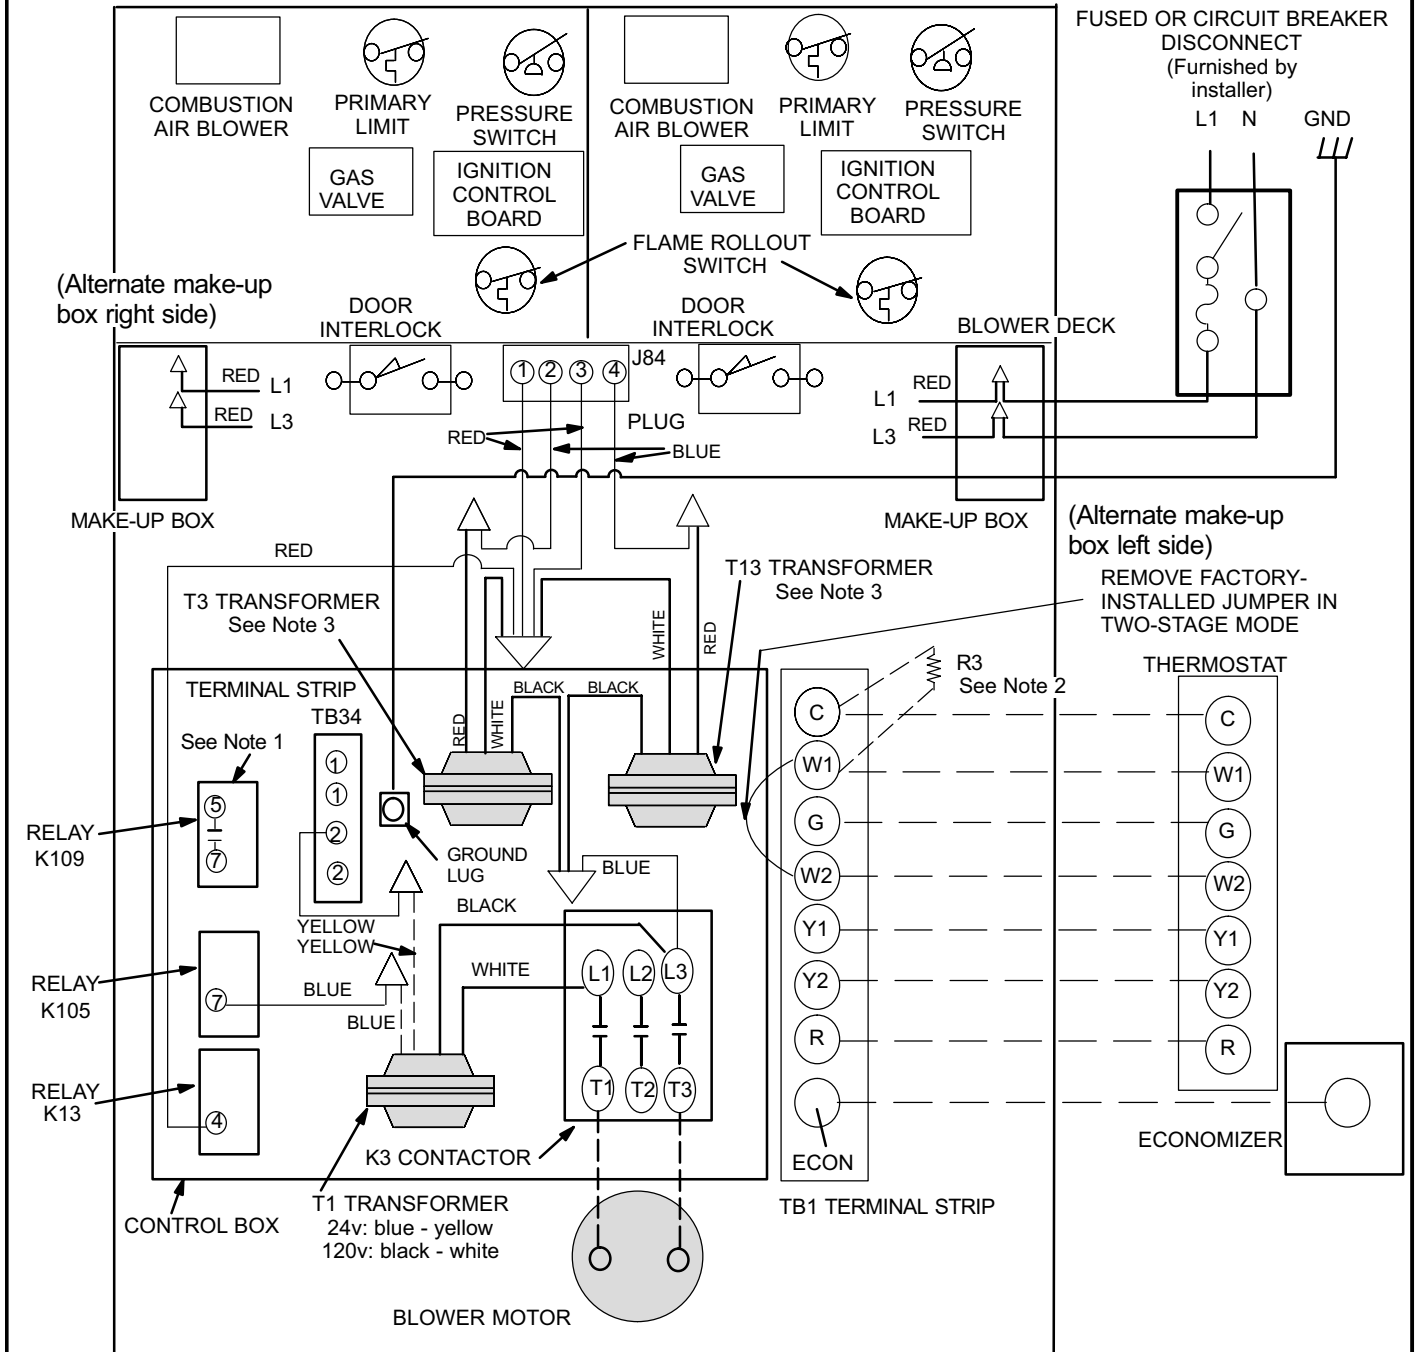 FUSED OR CIRCUIT BREAKER
DISCONNECT
(Furnished by
installer)
L1 N GND
COMBUSTION
AIR BLOWER
PRIMARY
LIMIT
PRESSURE
SWITCH
COMBUSTION
AIR BLOWER
PRIMARY
LIMIT
PRESSURE
SWITCH
GAS
VALVE
IGNITION
CONTROL
BOARD
GAS
VALVE
IGNITION
CONTROL
BOARD
FLAME ROLLOUT
SWITCH
(Alternate make-up
box right side)
DOOR
INTERLOCK
DOOR
INTERLOCK
BLOWER DECK
J84
1 2 3 4
PLUG
RED L1
RED L3
RED
BLUE
L1 RED
L3 RED
MAKE-UP BOX
MAKE-UP BOX
(Alternate make-up
box left side)
RED
T3 TRANSFORMER
See Note 3
T13 TRANSFORMER
See Note 3
REMOVE FACTORY-
INSTALLED JUMPER IN
TWO-STAGE MODE
WHITE
RED
TERMINAL STRIP
TB34
1
1
2
2
See Note 1
RED
WHITE
BLACK
BLACK
R3
See Note 2
THERMOSTAT
RELAY
K109
5
7
GROUND
LUG
BLUE
YELLOW
YELLOW
BLACK
WHITE
RELAY
K105
7
BLUE
BLUE
RELAY
K13
4
L1 L2 L3
T1 T2 T3
K3 CONTACTOR
C
W1
G
W2
Y1
Y2
R
ECON
TB1 TERMINAL STRIP
C
W1
G
W2
Y1
Y2
R
ECONOMIZER
CONTROL BOX
T1 TRANSFORMER
24v: blue - yellow
120v: black - white
BLOWER MOTOR